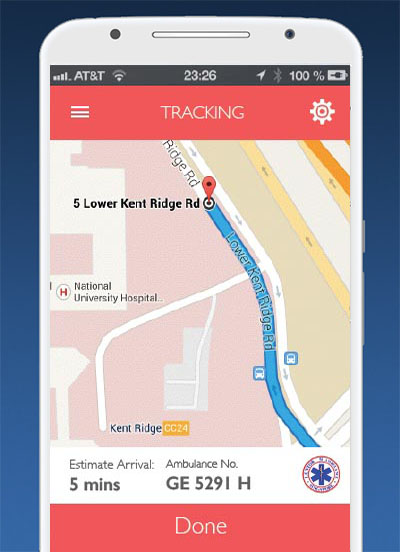 AT&T 23:26 100 %
TRACKING
Ridge Rd
5 Lower Kent Ridge Rd
Lower Kent Ridge Rd
H National
University Hospital...
Kent Ridge CC24
Estimate Arrival: Ambulance No.
5 mins GE 5291 H
Done